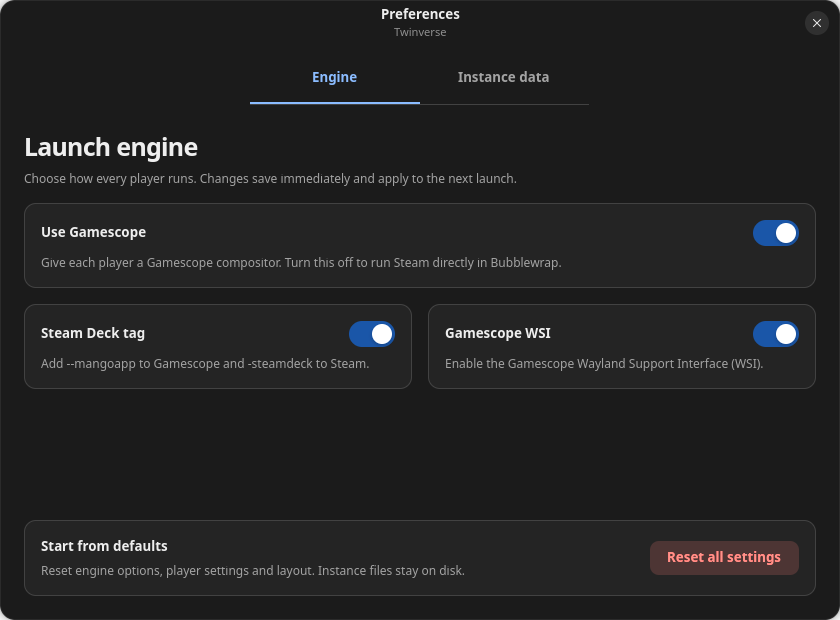 Preferences
Twinverse
Engine
Instance data
Launch engine
Choose how every player runs. Changes save immediately and apply to the next launch.
Use Gamescope
Give each player a Gamescope compositor. Turn this off to run Steam directly in Bubblewrap.
Steam Deck tag
Add --mangoapp to Gamescope and -steamdeck to Steam.
Gamescope WSI
Enable the Gamescope Wayland Support Interface (WSI).
Start from defaults
Reset engine options, player settings and layout. Instance files stay on disk.
Reset all settings